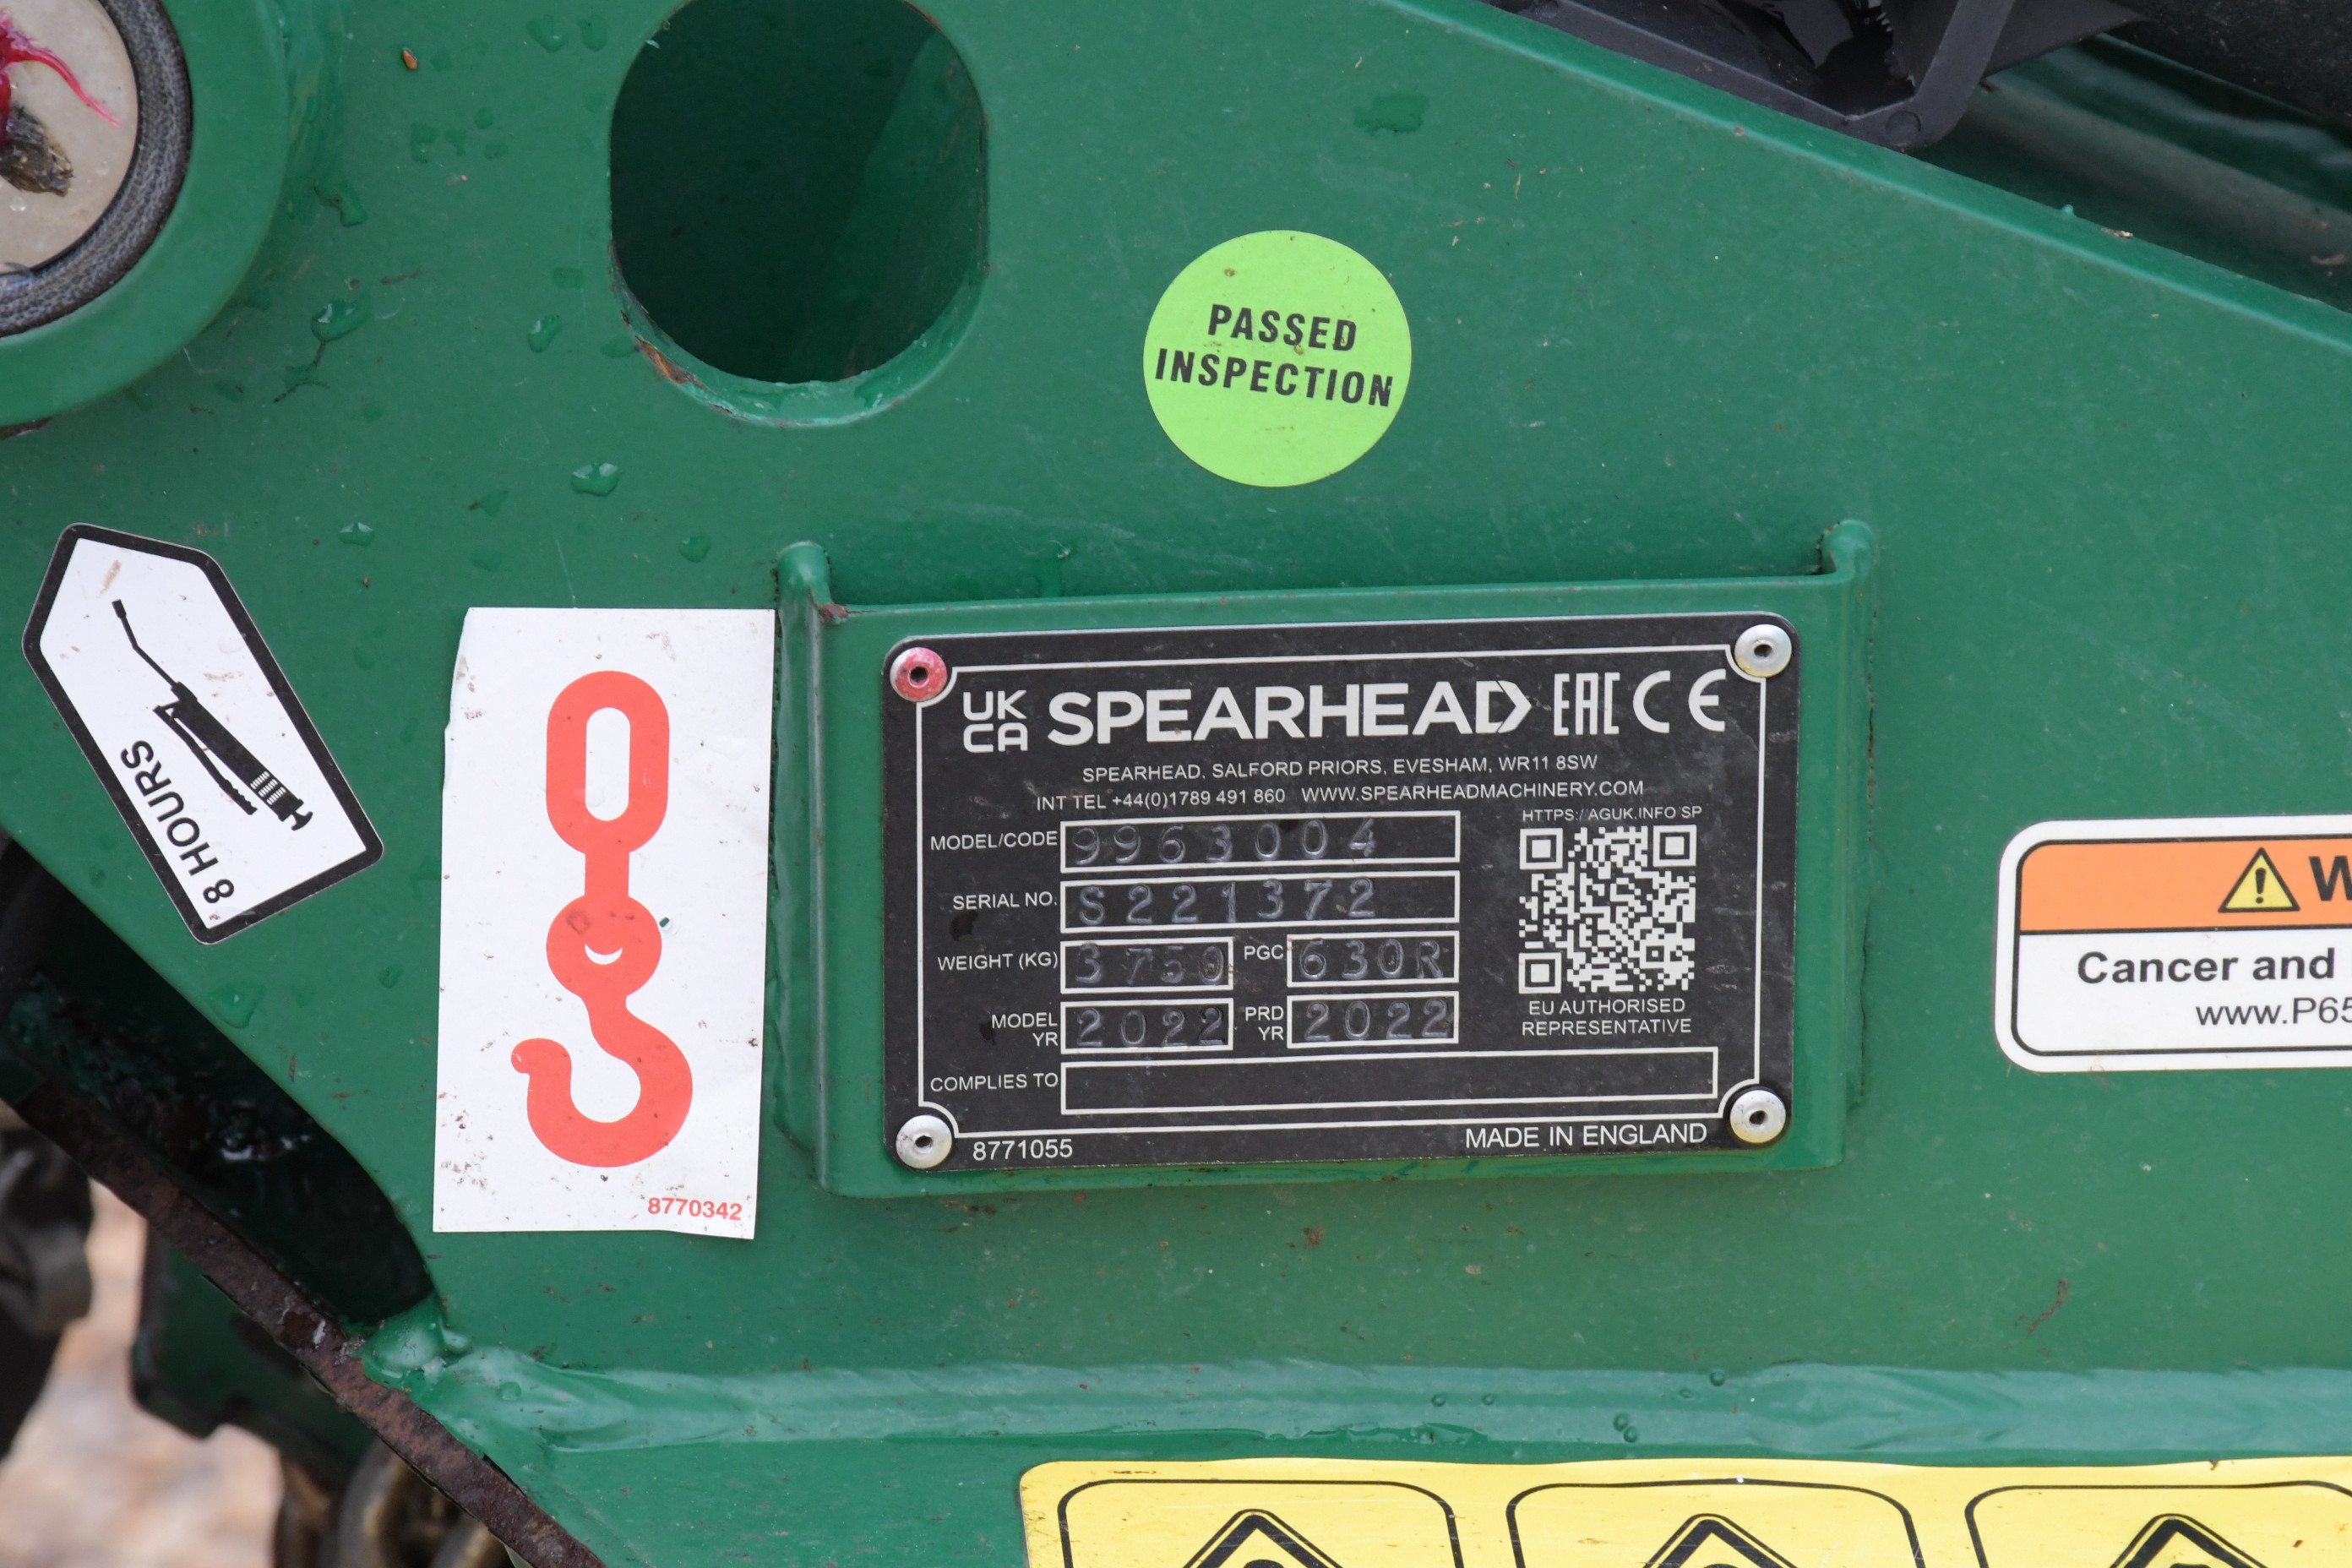 PASSED
INSPECTION
8 HOURS
8770342
UK
CA
SPEARHEAD EAC CE
SPEARHEAD, SALFORD PRIORS, EVESHAM, WR11 8SW
INT TEL +44(0)1789 491 860 WWW.SPEARHEADMACHINERY.COM
HTTPS://AGUK.INFO/SP
MODEL/CODE 9963004
SERIAL NO. S221372
WEIGHT (KG) 3750 PGC 630R
MODEL YR 2022 PRD YR 2022
EU AUTHORISED
REPRESENTATIVE
COMPLIES TO
8771055 MADE IN ENGLAND
W
Cancer and
www.P65